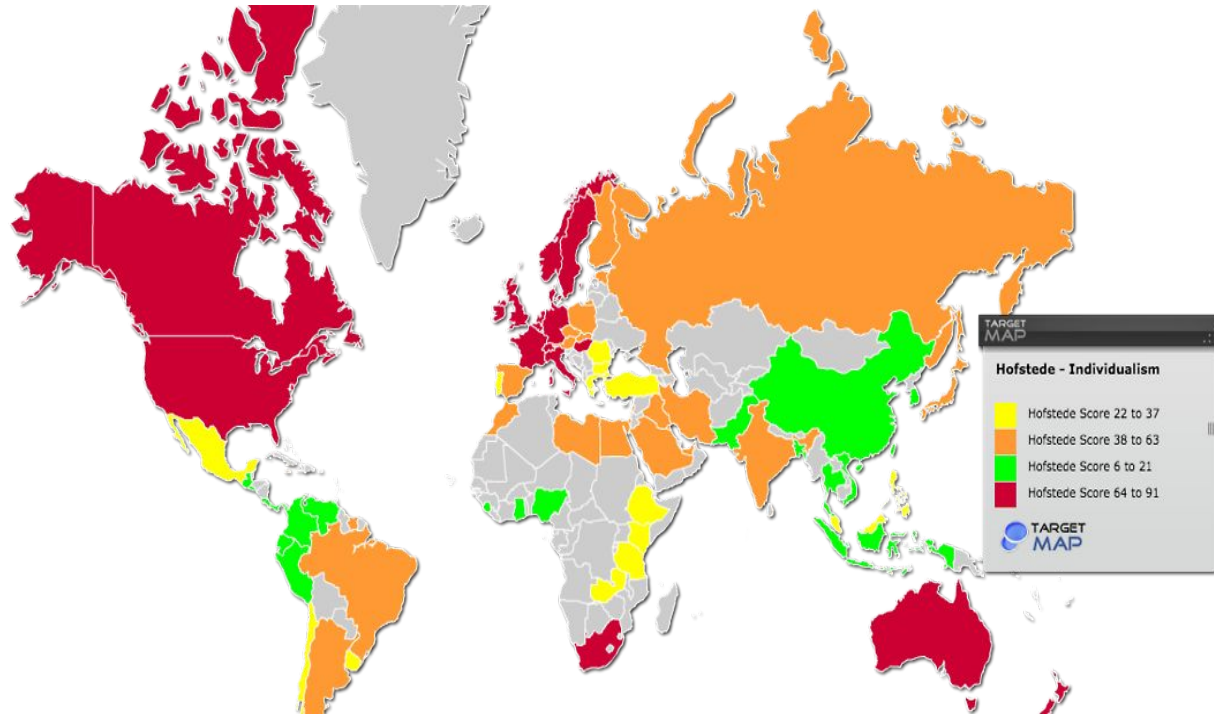 TARGET
MAP
Hofstede - Individualism
Hofstede Score 22 to 37
Hofstede Score 38 to 63
Hofstede Score 6 to 21
Hofstede Score 64 to 91
TARGET
MAP